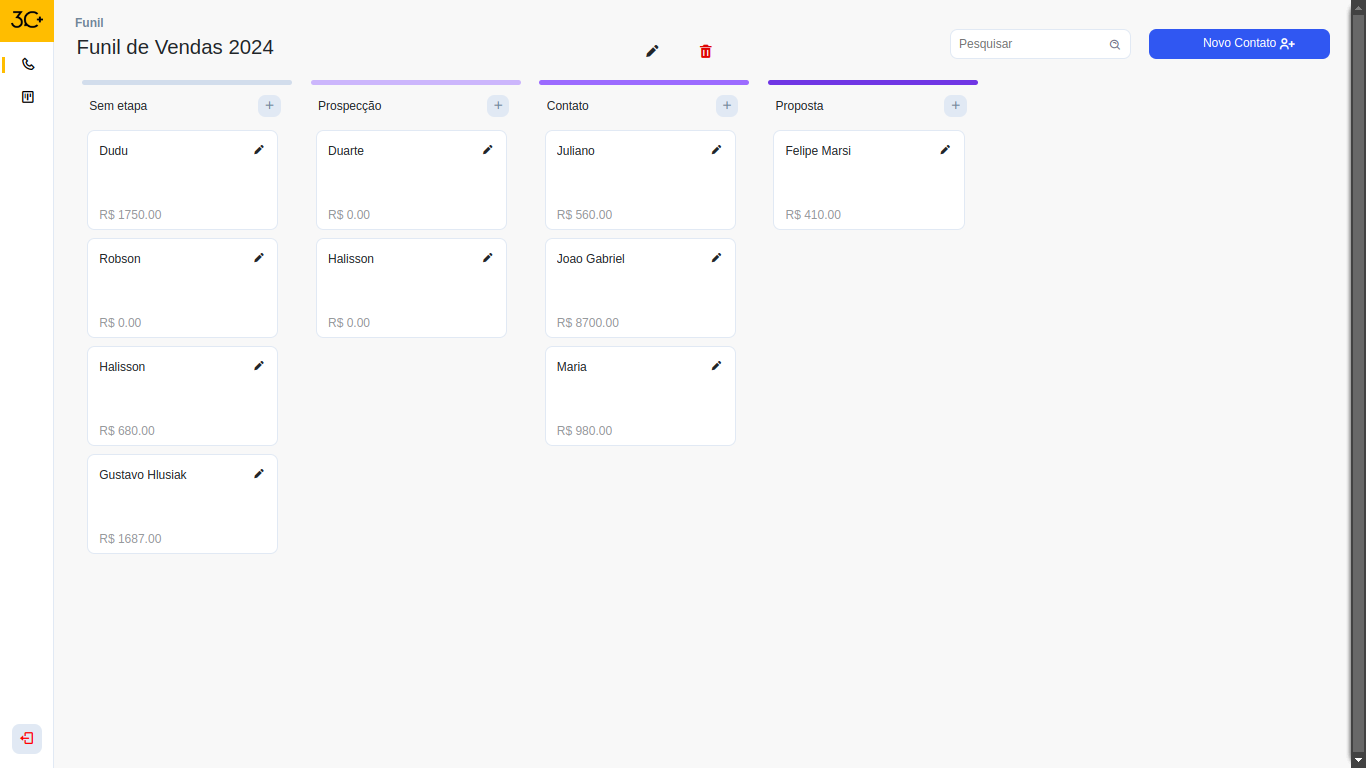 3C+
Funil
Funil de Vendas 2024
Pesquisar
Novo Contato
Sem etapa
+
Prospecção
+
Contato
+
Proposta
+
Dudu
R$ 1750.00
Robson
R$ 0.00
Halisson
R$ 680.00
Gustavo Hlusiak
R$ 1687.00
Duarte
R$ 0.00
Halisson
R$ 0.00
Juliano
R$ 560.00
Joao Gabriel
R$ 8700.00
Maria
R$ 980.00
Felipe Marsi
R$ 410.00